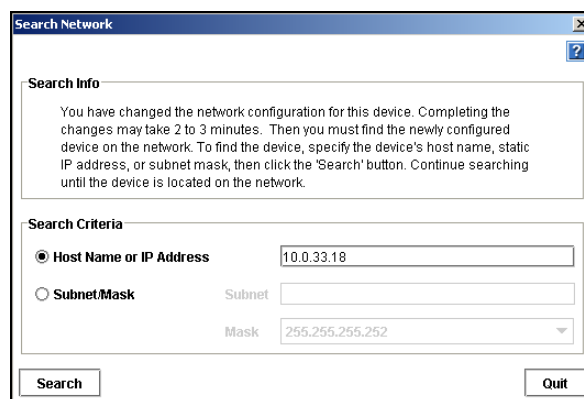 Search Network
?
Search Info
You have changed the network configuration for this device. Completing the
changes may take 2 to 3 minutes. Then you must find the newly configured
device on the network. To find the device, specify the device's host name, static
IP address, or subnet mask, then click the 'Search' button. Continue searching
until the device is located on the network.
Search Criteria
Host Name or IP Address 10.0.33.18
Subnet/Mask Subnet
Mask 255.255.255.252
Search Quit